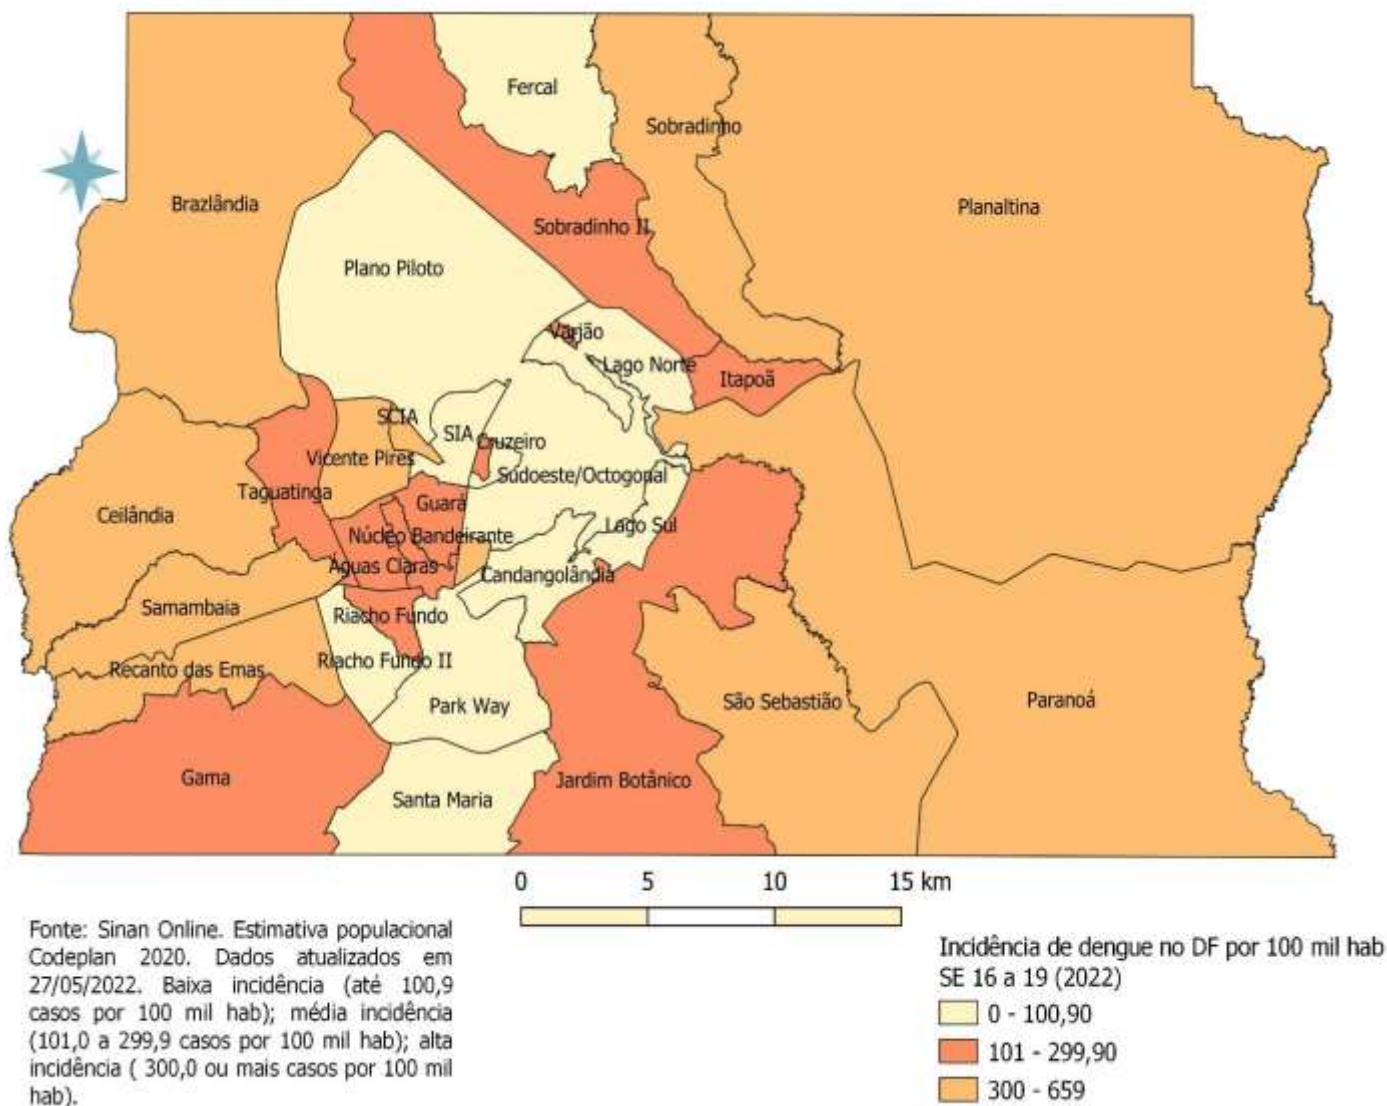 Fercal
Sobradinho
Brazlândia
Planaltina
Sobradinho II
Plano Piloto
Varjão
Lago Norte
Itapoã
SCIA
SIA
Cruzeiro
Vicente Pires
Sudoeste/Octogonal
Taguatinga
Guará
Ceilândia
Lago Sul
Núcleo Bandeirante
Águas Claras
Candangolândia
Samambaia
Riacho Fundo
Riacho Fundo II
Recanto das Emas
São Sebastião
Paranoá
Park Way
Gama
Jardim Botânico
Santa Maria
0 5 10 15 km
Fonte: Sinan Online. Estimativa populacional
Codeplan 2020. Dados atualizados em
27/05/2022. Baixa incidência (até 100,9
casos por 100 mil hab); média incidência
(101,0 a 299,9 casos por 100 mil hab); alta
incidência ( 300,0 ou mais casos por 100 mil
hab).
Incidência de dengue no DF por 100 mil hab
SE 16 a 19 (2022)
0 - 100,90
101 - 299,90
300 - 659